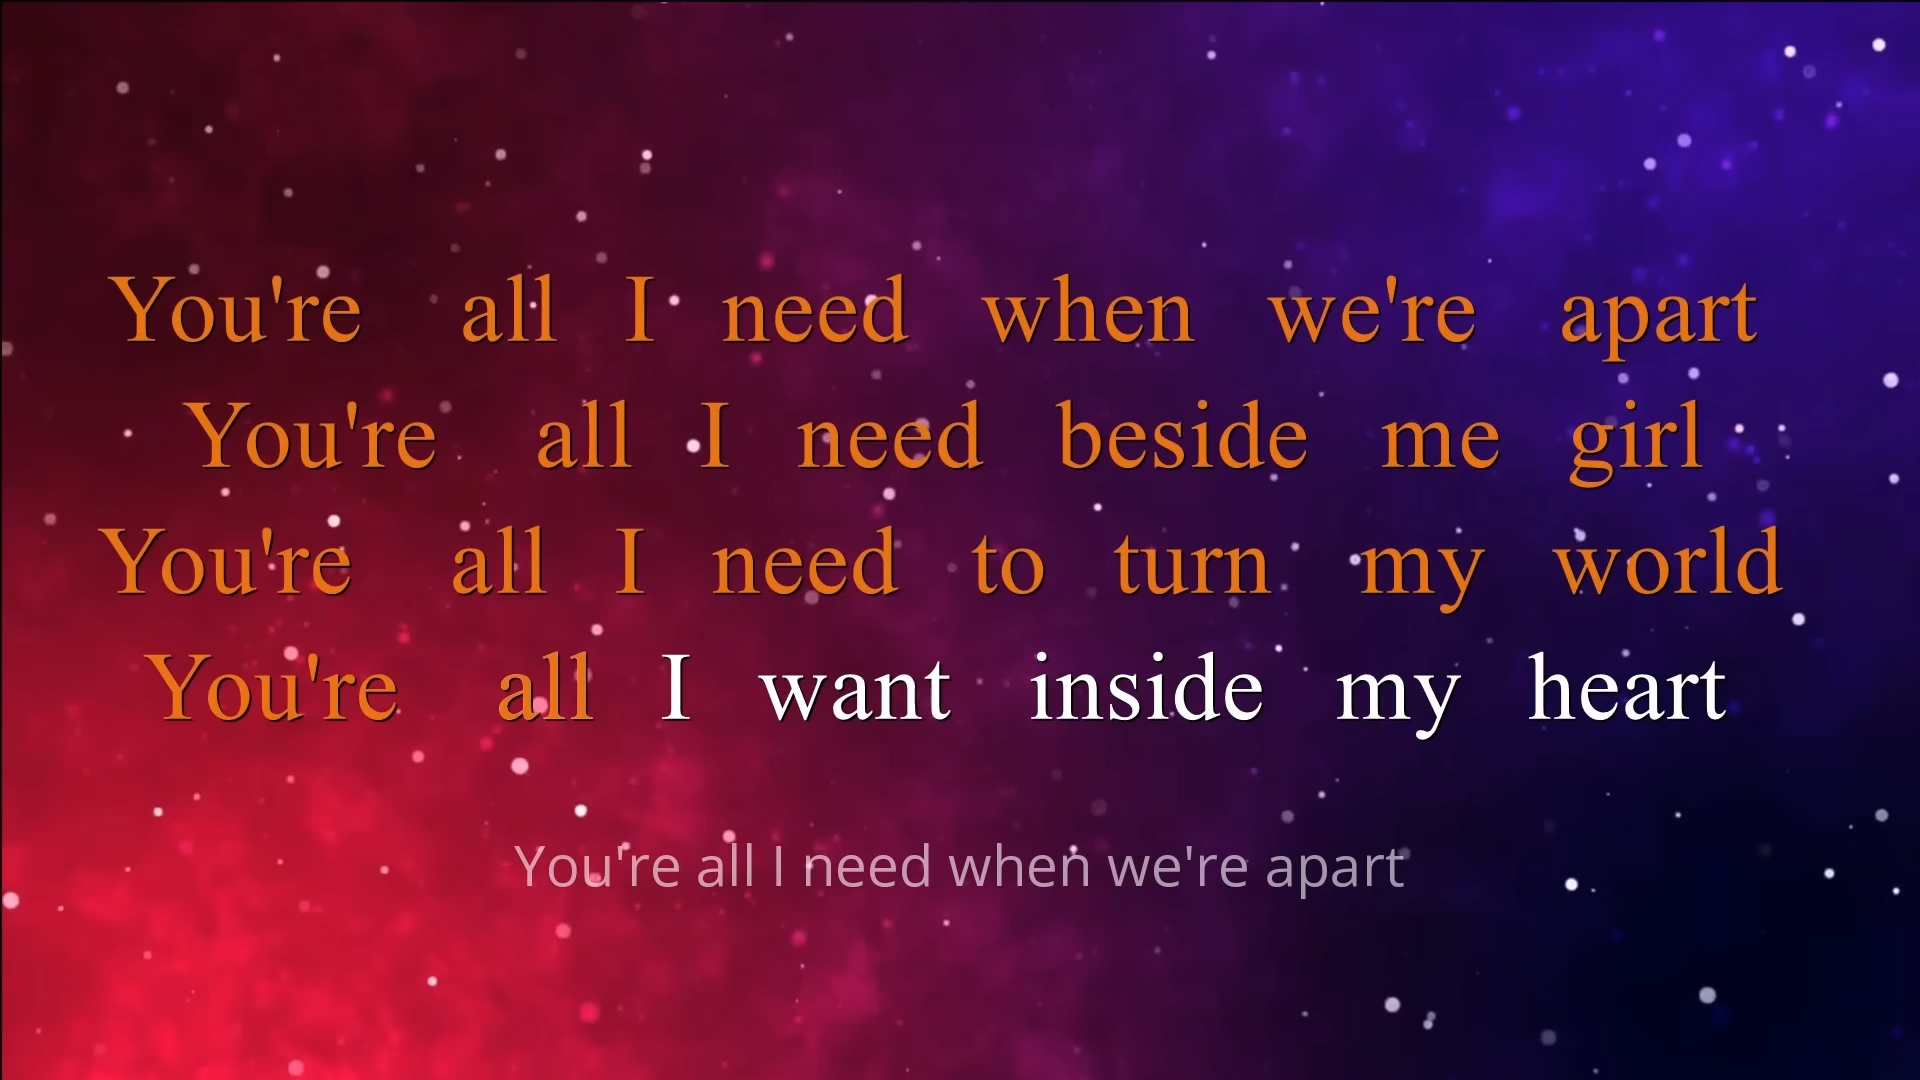 You're all I need when we're apart
You're all I need beside me girl
You're all I need to turn my world
You're all I want inside my heart
You're all I need when we're apart